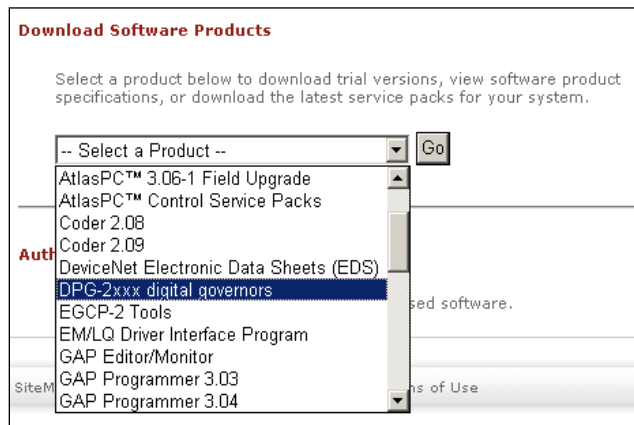 Download Software Products
Select a product below to download trial versions, view software product
specifications, or download the latest service packs for your system.
-- Select a Product --
Go
AtlasPC™ 3.06-1 Field Upgrade
AtlasPC™ Control Service Packs
Coder 2.08
Coder 2.09
Auth
DeviceNet Electronic Data Sheets (EDS)
DPG-2xxx digital governors
sed software.
EGCP-2 Tools
EM/LQ Driver Interface Program
GAP Editor/Monitor
GAP Programmer 3.03
SiteM
ns of Use
GAP Programmer 3.04